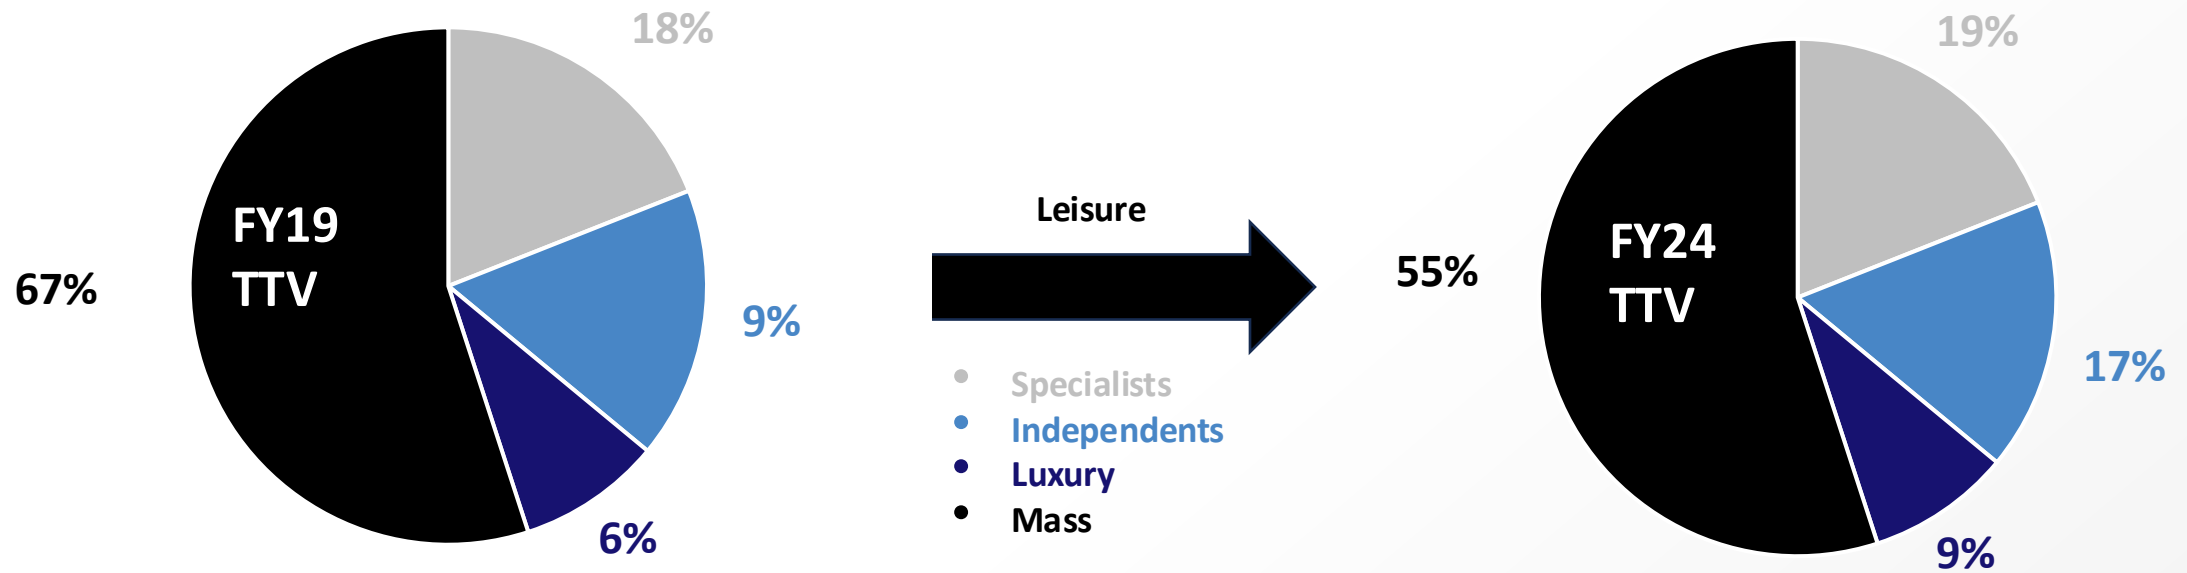 18%
FY19
TTV
67%
9%
6%
Leisure
• Specialists
• Independents
• Luxury
• Mass
19%
FY24
TTV
55%
17%
9%